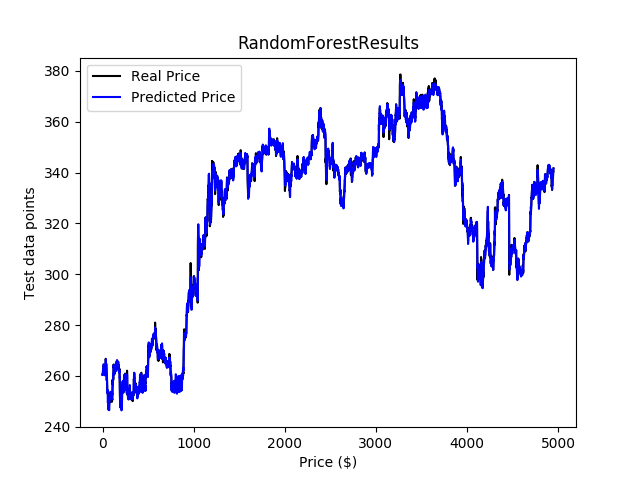 RandomForestResults
Real Price
Predicted Price
380
360
340
320
300
280
260
240
Test data points
0 1000 2000 3000 4000 5000
Price ($)